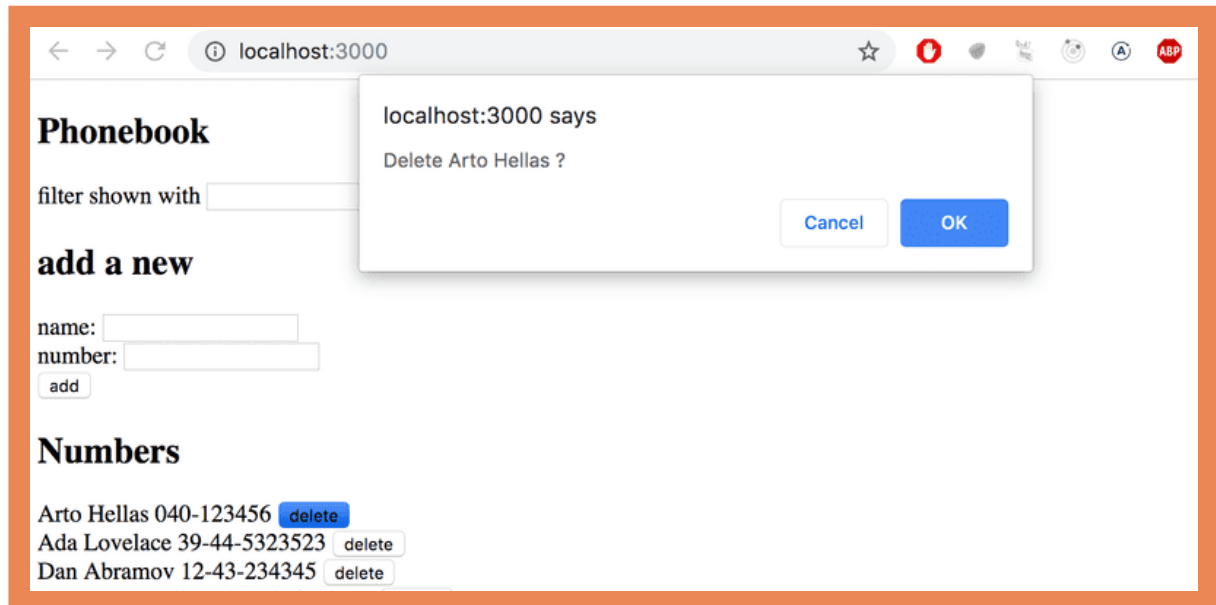 localhost:3000
ABP
localhost:3000 says
Delete Arto Hellas ?
Cancel OK
Phonebook
filter shown with
add a new
name:
number:
add
Numbers
Arto Hellas 040-123456 delete
Ada Lovelace 39-44-5323523 delete
Dan Abramov 12-43-234345 delete